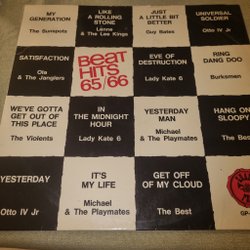 MY
GENERATION
The Sunspots
LIKE
A ROLLING
STONE
Lenne &
The Lee Kings
JUST
A LITTLE BIT
BETTER
Guy Bates
UNIVERSAL
SOLDIER
Otto IV Jr
SATISFACTION
Ola
& The Janglers
BEAT
HITS
65/66
EVE OF
DESTRUCTION
Lady Kate 6
RING
DANG DOO
Burksmen
WE'VE GOTTA
GET OUT OF
THIS PLACE
The Violents
IN
THE MIDNIGHT
HOUR
Lady Kate 6
YESTERDAY
MAN
Michael
& The Playmates
HANG ON
SLOOPY
The Best
YESTERDAY
Otto IV Jr
IT'S
MY LIFE
Michael
& The Playmates
GET OFF
OF MY CLOUD
The Best
GP-